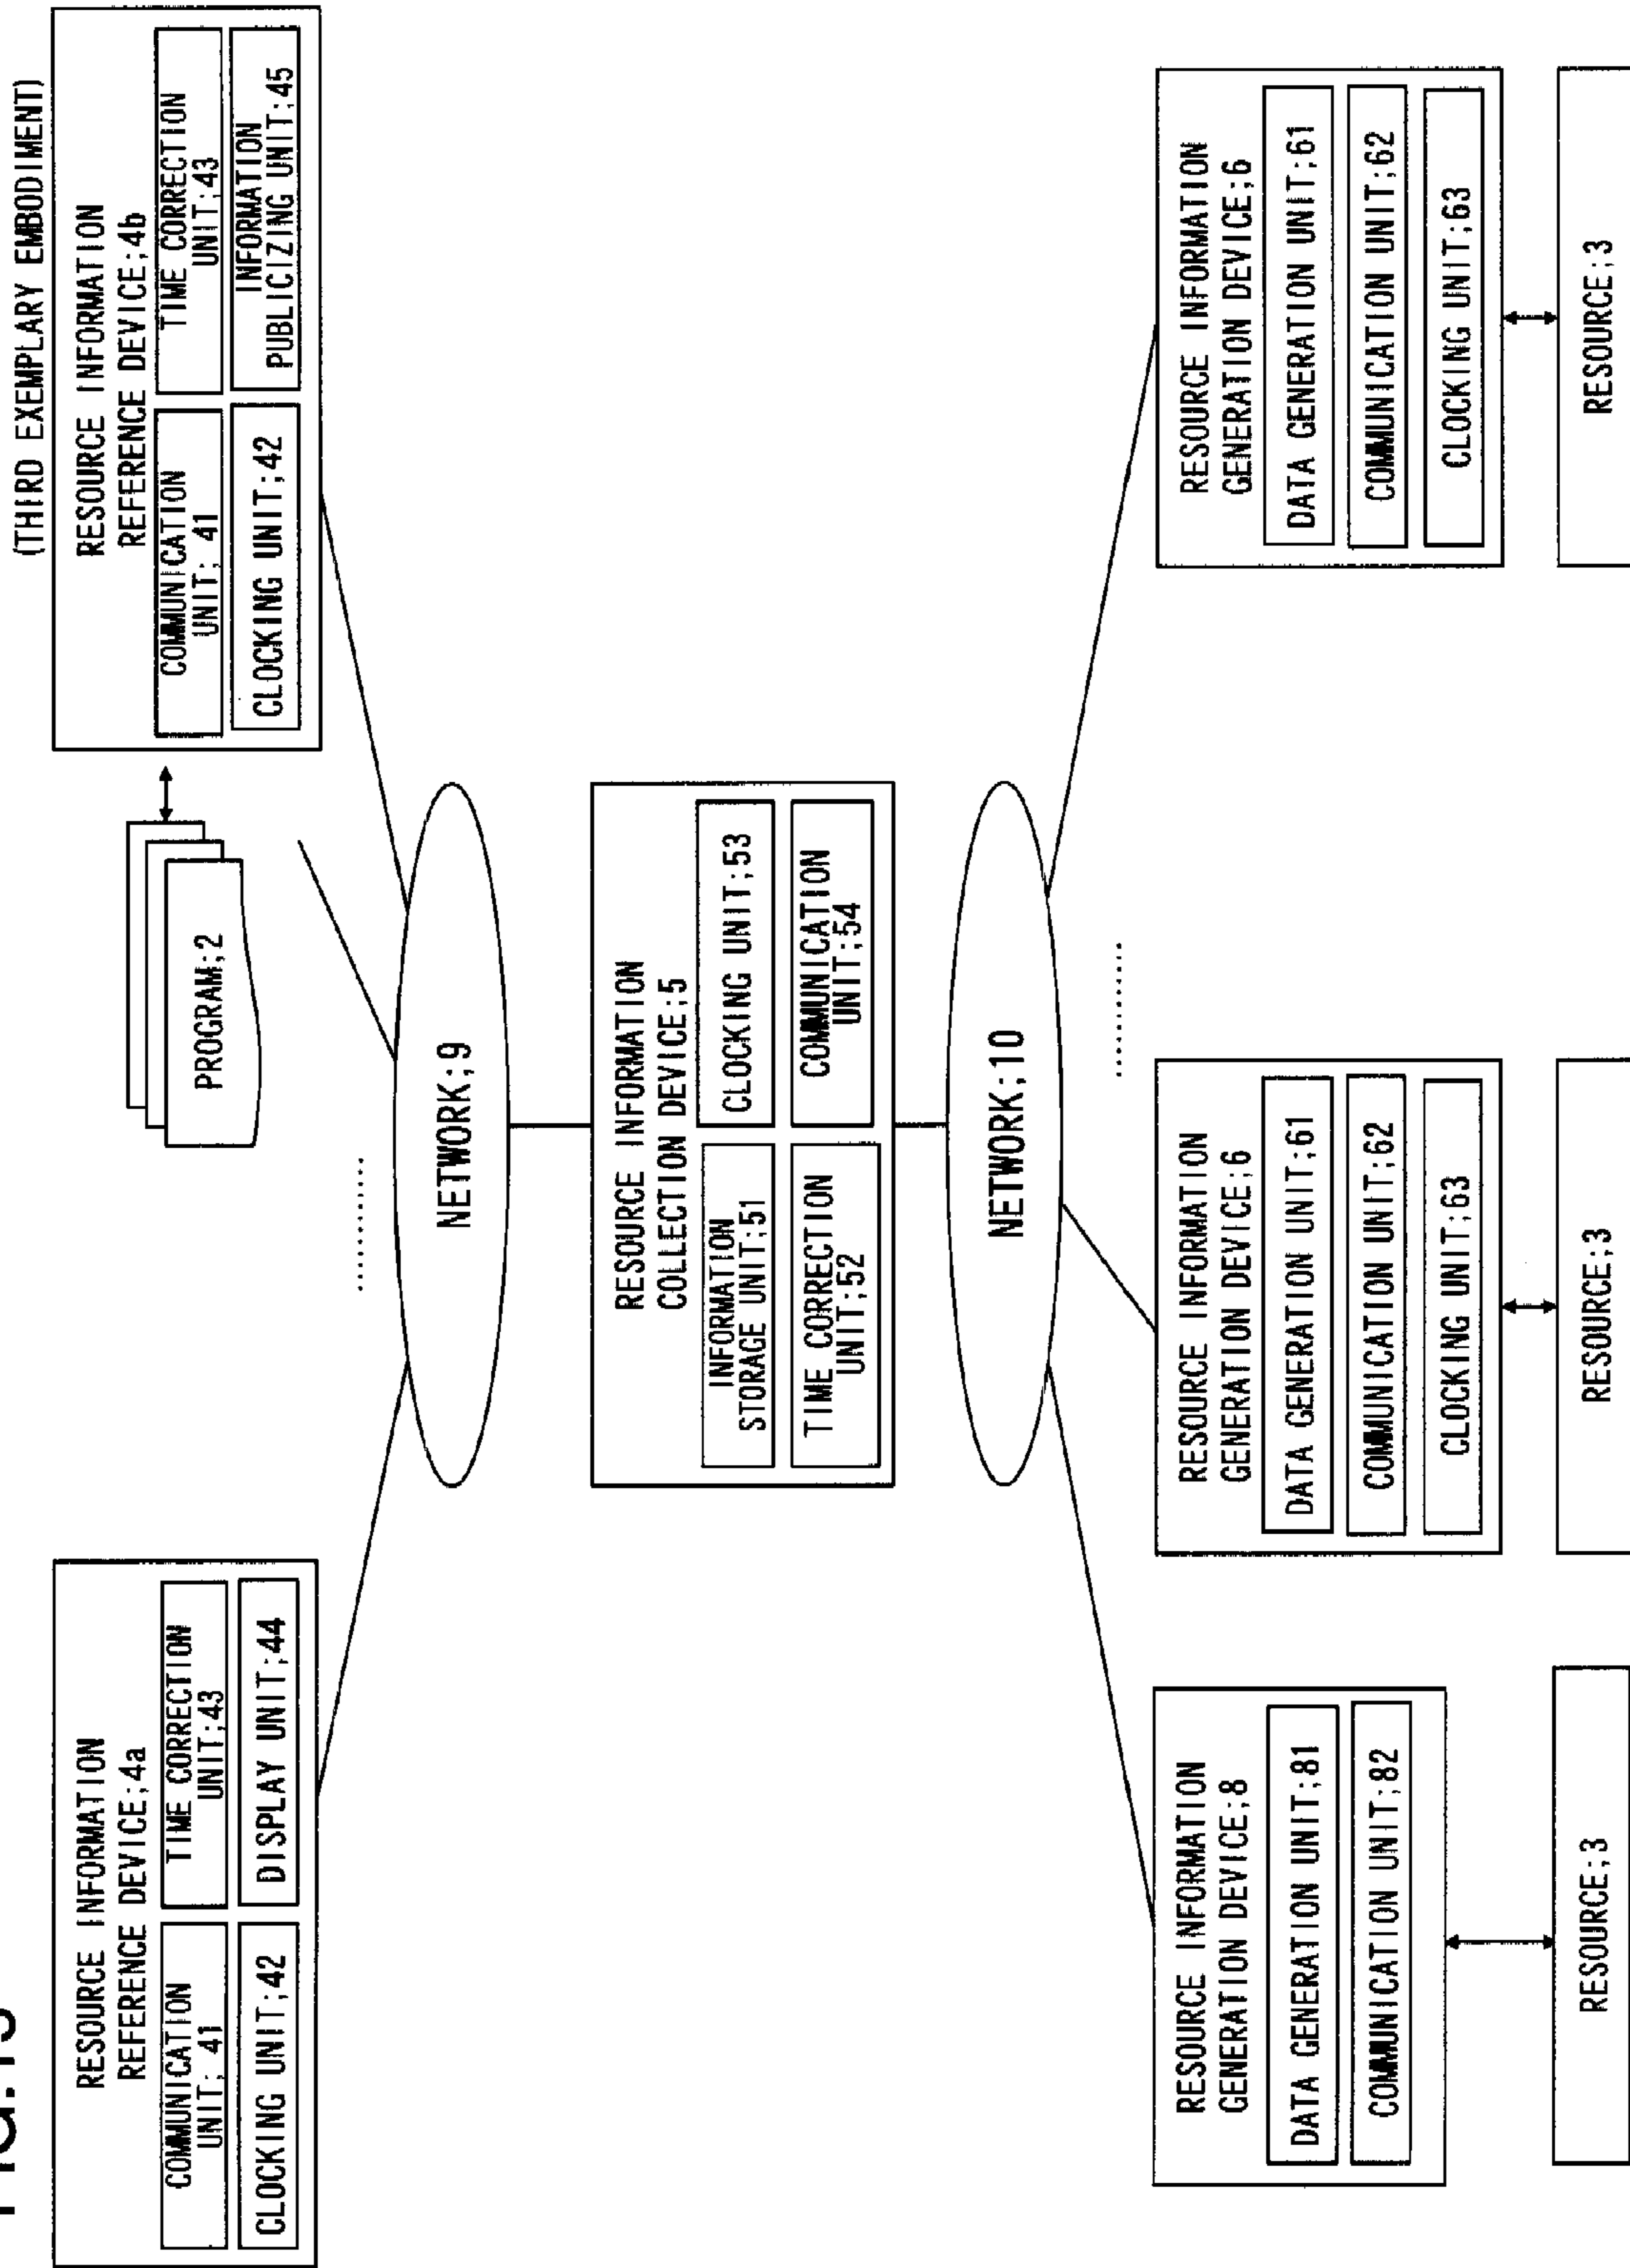 (THIRD EXEMPLARY EMBODIMENT)
RESOURCE INFORMATION
REFERENCE DEVICE;4a
COMMUNICATION
UNIT; 41
TIME CORRECTION
UNIT;43
CLOCKING UNIT;42
DISPLAY UNIT;44
PROGRAM;2
RESOURCE INFORMATION
REFERENCE DEVICE;4b
COMMUNICATION
UNIT; 41
TIME CORRECTION
UNIT;43
CLOCKING UNIT;42
INFORMATION
PUBLICIZING UNIT;45
...........
NETWORK;9
RESOURCE INFORMATION
COLLECTION DEVICE;5
INFORMATION
STORAGE UNIT;51
CLOCKING UNIT;53
TIME CORRECTION
UNIT;52
COMMUNICATION
UNIT;54
NETWORK;10
...........
RESOURCE INFORMATION
GENERATION DEVICE;8
DATA GENERATION UNIT;81
COMMUNICATION UNIT;82
RESOURCE;3
RESOURCE INFORMATION
GENERATION DEVICE;6
DATA GENERATION UNIT;61
COMMUNICATION UNIT;62
CLOCKING UNIT;63
RESOURCE;3
RESOURCE INFORMATION
GENERATION DEVICE;6
DATA GENERATION UNIT;61
COMMUNICATION UNIT;62
CLOCKING UNIT;63
RESOURCE;3